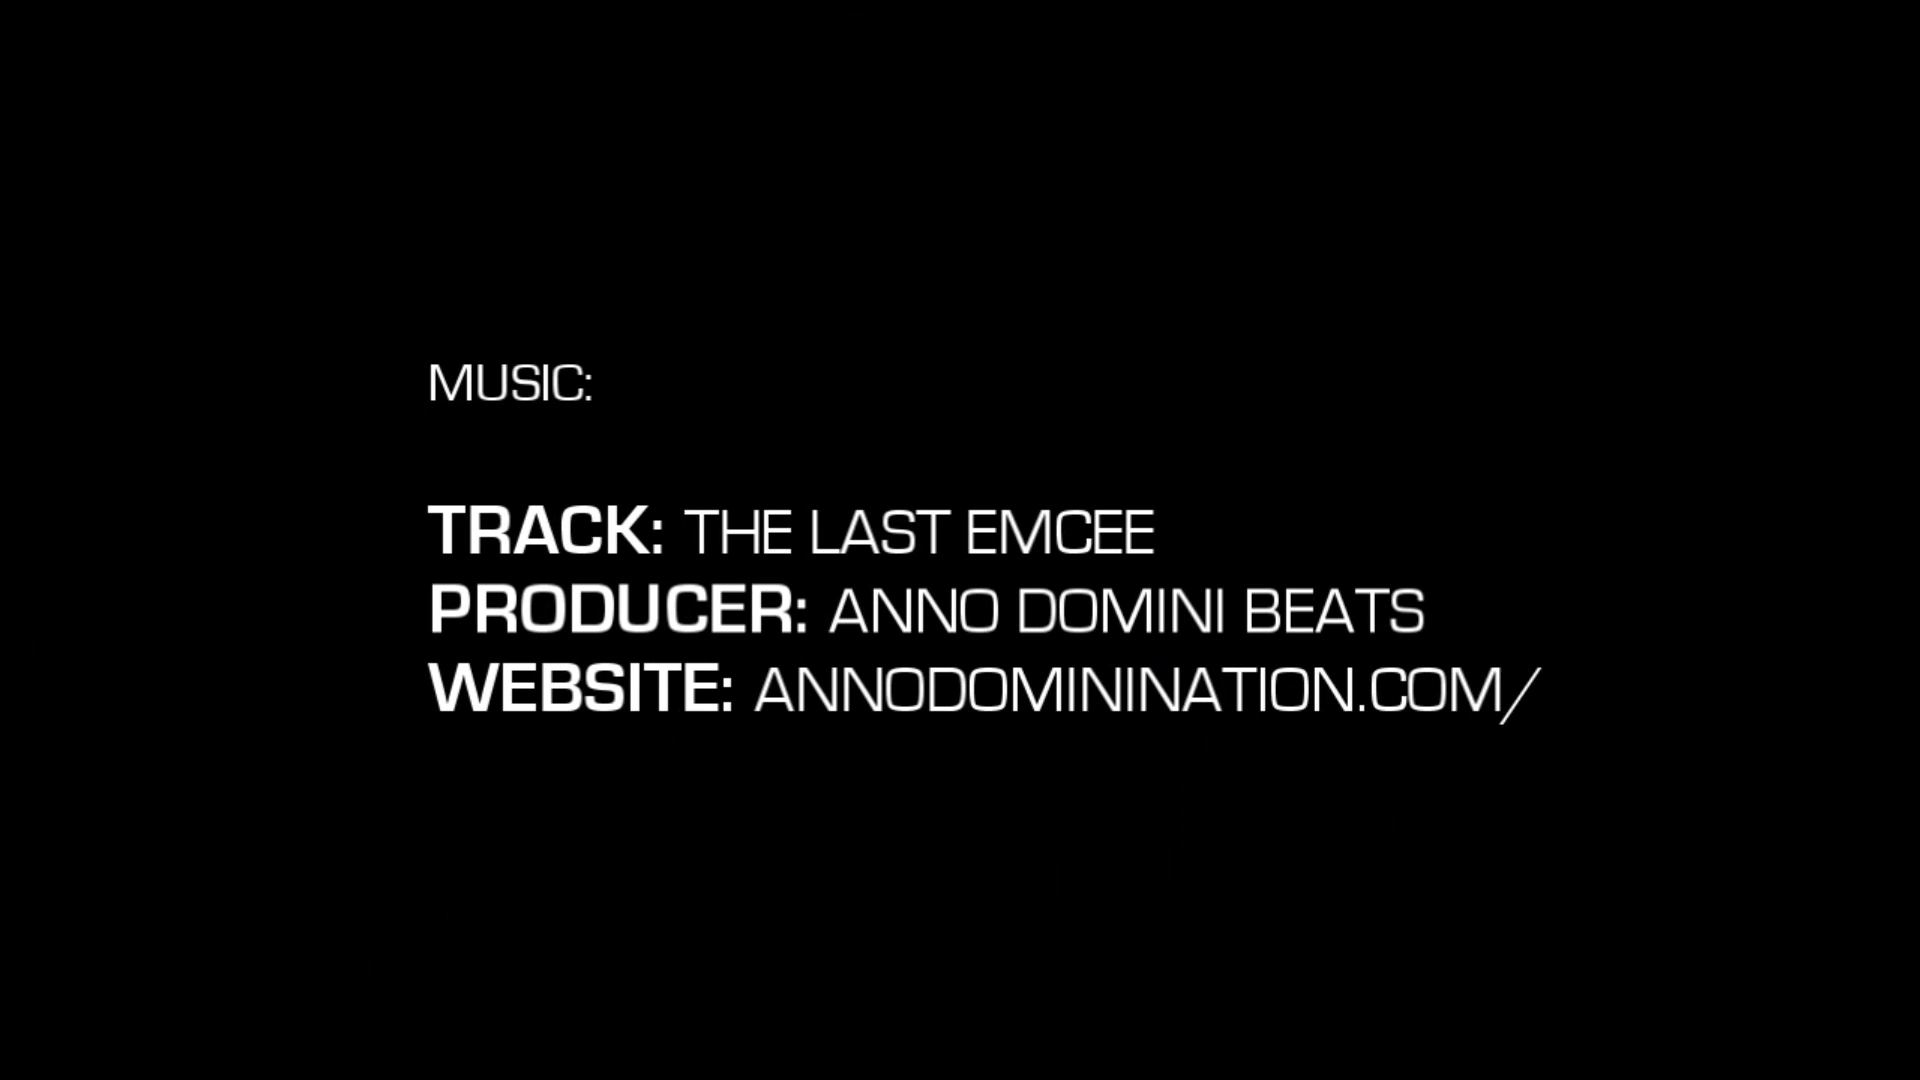 MUSIC:
TRACK: THE LAST EMCEE
PRODUCER: ANNO DOMINI BEATS
WEBSITE: ANNODOMININATION.COM/